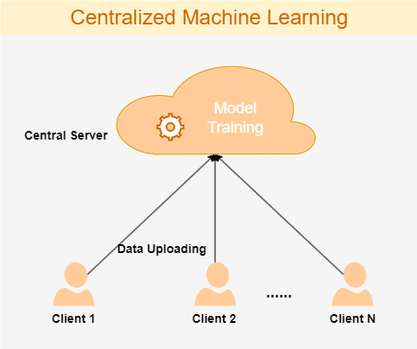 Centralized Machine Learning
Model
Training
Central Server
Data Uploading
......
Client 1
Client 2
Client N